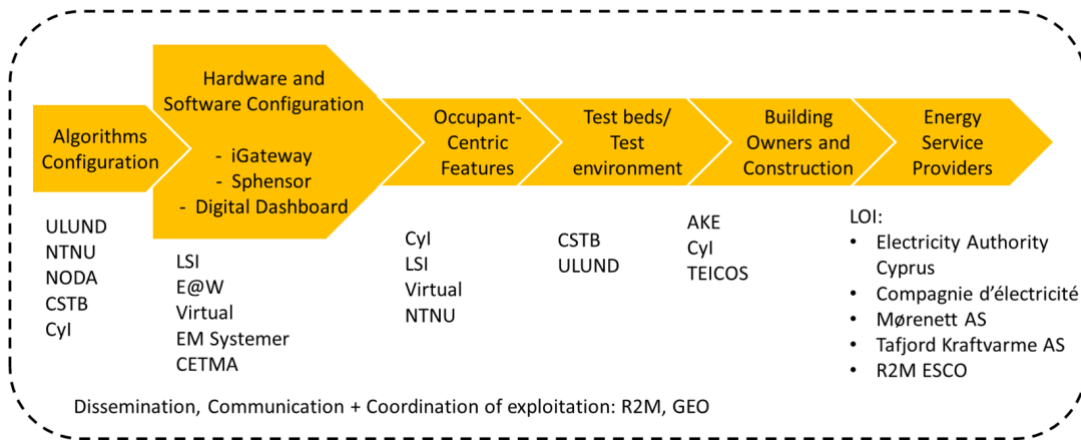 Algorithms
Configuration
ULUND
NTNU
NODA
CSTB
CyI
Hardware and
Software Configuration
- iGateway
- Sphensor
- Digital Dashboard
LSI
E@W
Virtual
EM Systemer
CETMA
Occupant-
Centric
Features
CyI
LSI
Virtual
NTNU
Test beds/
Test
environment
CSTB
ULUND
Building
Owners and
Construction
AKE
CyI
TEICOS
Energy
Service
Providers
LOI:
• Electricity Authority
Cyprus
• Compagnie d’électricité
• Mørenett AS
• Tafjord Kraftvarme AS
• R2M ESCO
Dissemination, Communication + Coordination of exploitation: R2M, GEO